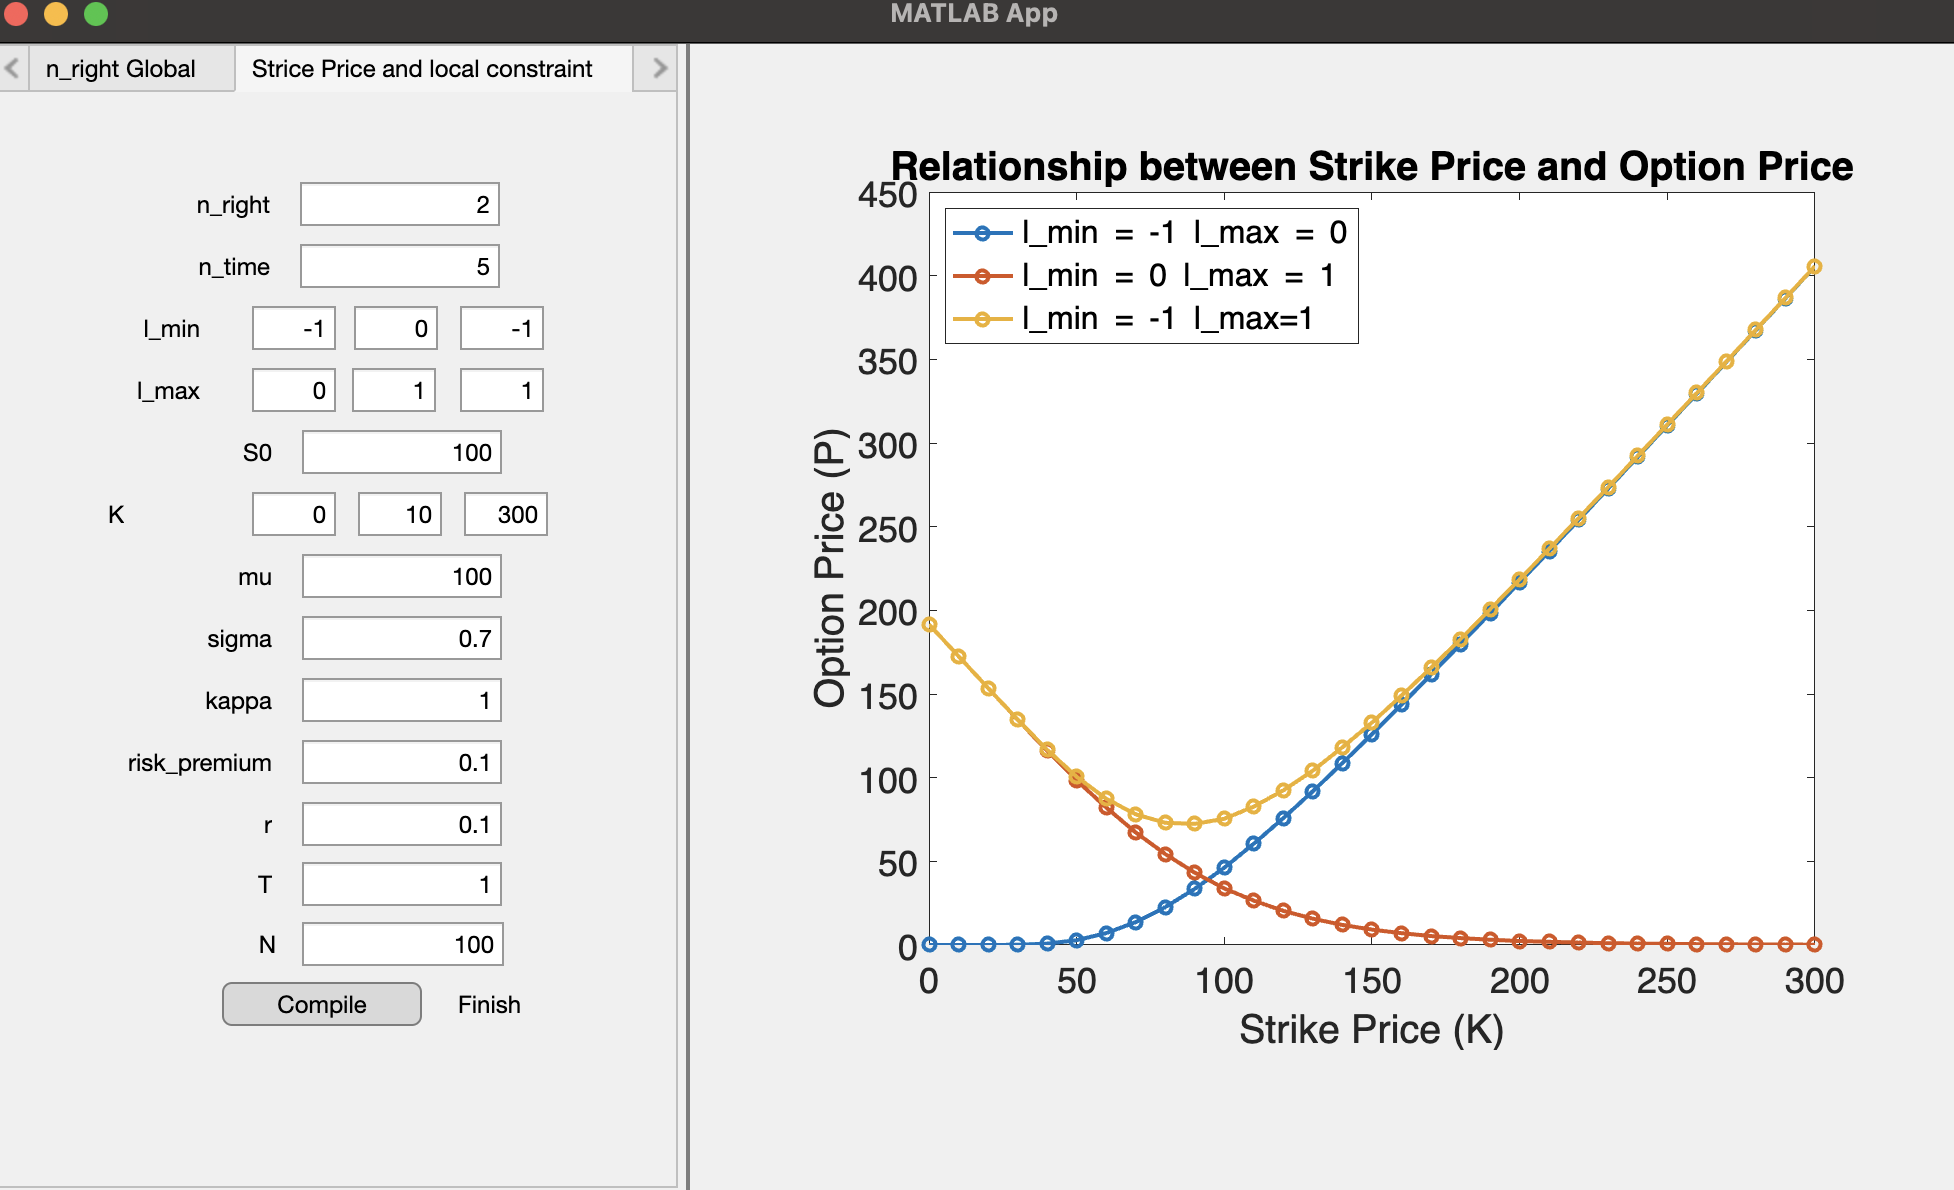 MATLAB App
n_right Global
Strice Price and local constraint
n_right 2
n_time 5
l_min -1 0 -1
l_max 0 1 1
S0 100
K 0 10 300
mu 100
sigma 0.7
kappa 1
risk_premium 0.1
r 0.1
T 1
N 100
Compile Finish
Relationship between Strike Price and Option Price
l_min = -1 l_max = 0
l_min = 0 l_max = 1
l_min = -1 l_max=1
Option Price (P)
450
400
350
300
250
200
150
100
50
0
0 50 100 150 200 250 300
Strike Price (K)